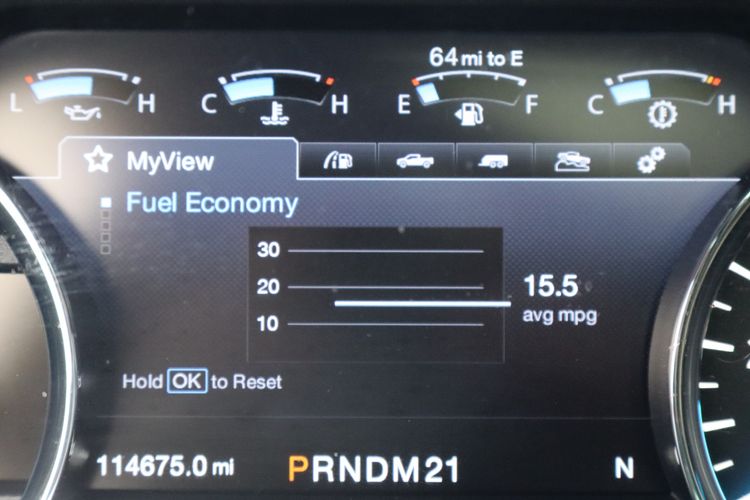 64 mi to E
L H C H E F C H
MyView
Fuel Economy
30
20
15.5
avg mpg
10
Hold OK to Reset
114675.0 mi PRNDM21 N